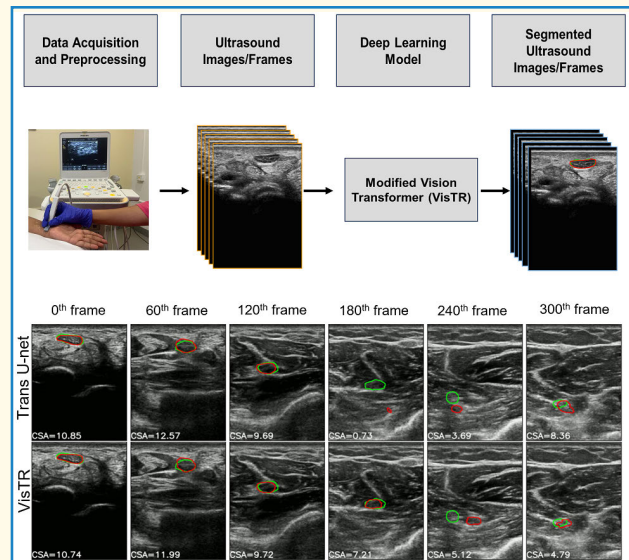 Data Acquisition
and Preprocessing
Ultrasound
Images/Frames
Deep Learning
Model
Segmented
Ultrasound
Images/Frames
Modified Vision
Transformer (VisTR)
0th frame
60th frame
120th frame
180th frame
240th frame
300th frame
Trans U-net
CSA=10.85
CSA=12.57
CSA=9.69
CSA=0.73
CSA=3.69
CSA=8.36
VisTR
CSA=10.74
CSA=11.99
CSA=9.72
CSA=7.21
CSA=5.12
CSA=4.79